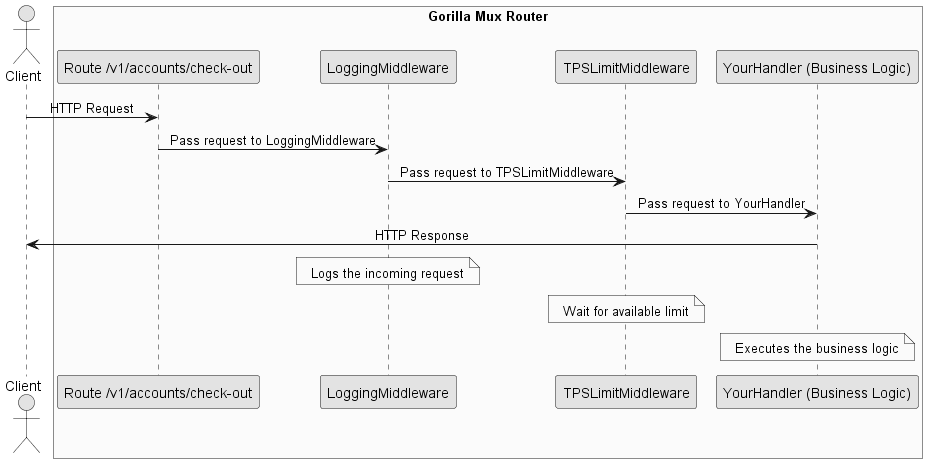 Gorilla Mux Router
Client
Route /v1/accounts/check-out
LoggingMiddleware
TPSLimitMiddleware
YourHandler (Business Logic)
HTTP Request
Pass request to LoggingMiddleware
Pass request to TPSLimitMiddleware
Pass request to YourHandler
HTTP Response
Logs the incoming request
Wait for available limit
Executes the business logic
Client
Route /v1/accounts/check-out
LoggingMiddleware
TPSLimitMiddleware
YourHandler (Business Logic)